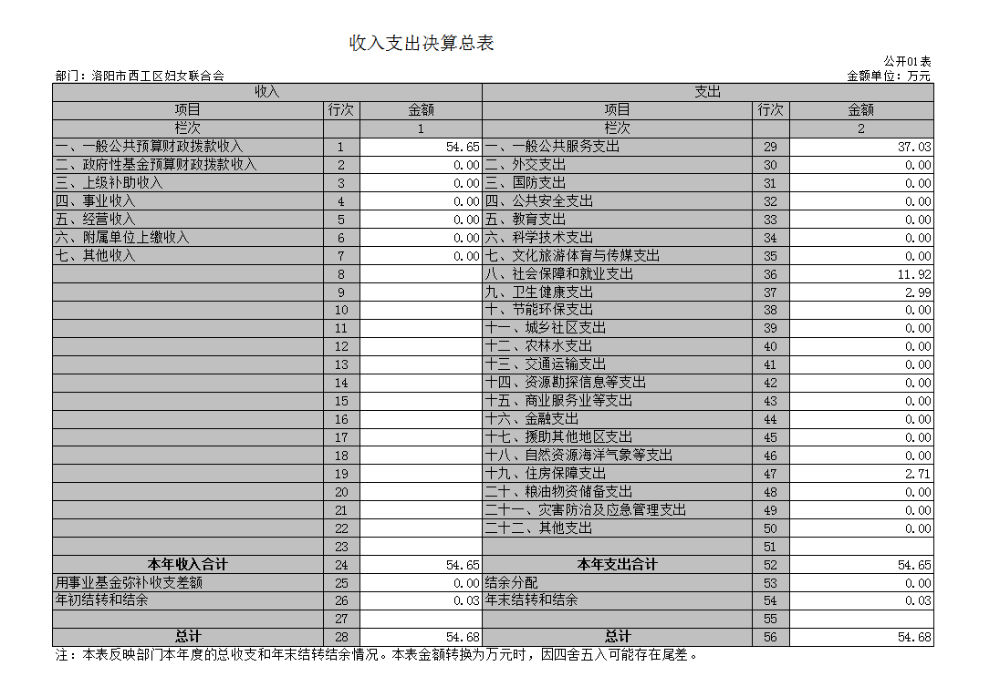 收入支出决算总表
公开01表
部门：洛阳市西工区妇女联合会 金额单位：万元
收入 支出
项目 行次 金额 项目 行次 金额
栏次 1 栏次 2
一、一般公共预算财政拨款收入 1 54.65 一、一般公共服务支出 29 37.03
二、政府性基金预算财政拨款收入 2 0.00 二、外交支出 30 0.00
三、上级补助收入 3 0.00 三、国防支出 31 0.00
四、事业收入 4 0.00 四、公共安全支出 32 0.00
五、经营收入 5 0.00 五、教育支出 33 0.00
六、附属单位上缴收入 6 0.00 六、科学技术支出 34 0.00
七、其他收入 7 0.00 七、文化旅游体育与传媒支出 35 0.00
8 八、社会保障和就业支出 36 11.92
9 九、卫生健康支出 37 2.99
10 十、节能环保支出 38 0.00
11 十一、城乡社区支出 39 0.00
12 十二、农林水支出 40 0.00
13 十三、交通运输支出 41 0.00
14 十四、资源勘探信息等支出 42 0.00
15 十五、商业服务业等支出 43 0.00
16 十六、金融支出 44 0.00
17 十七、援助其他地区支出 45 0.00
18 十八、自然资源海洋气象等支出 46 0.00
19 十九、住房保障支出 47 2.71
20 二十、粮油物资储备支出 48 0.00
21 二十一、灾害防治及应急管理支出 49 0.00
22 二十二、其他支出 50 0.00
23 51
本年收入合计 24 54.65 本年支出合计 52 54.65
用事业基金弥补收支差额 25 0.00 结余分配 53 0.00
年初结转和结余 26 0.03 年末结转和结余 54 0.03
27 55
总计 28 54.68 总计 56 54.68
注：本表反映部门本年度的总收支和年末结转结余情况。本表金额转换为万元时，因四舍五入可能存在尾差。